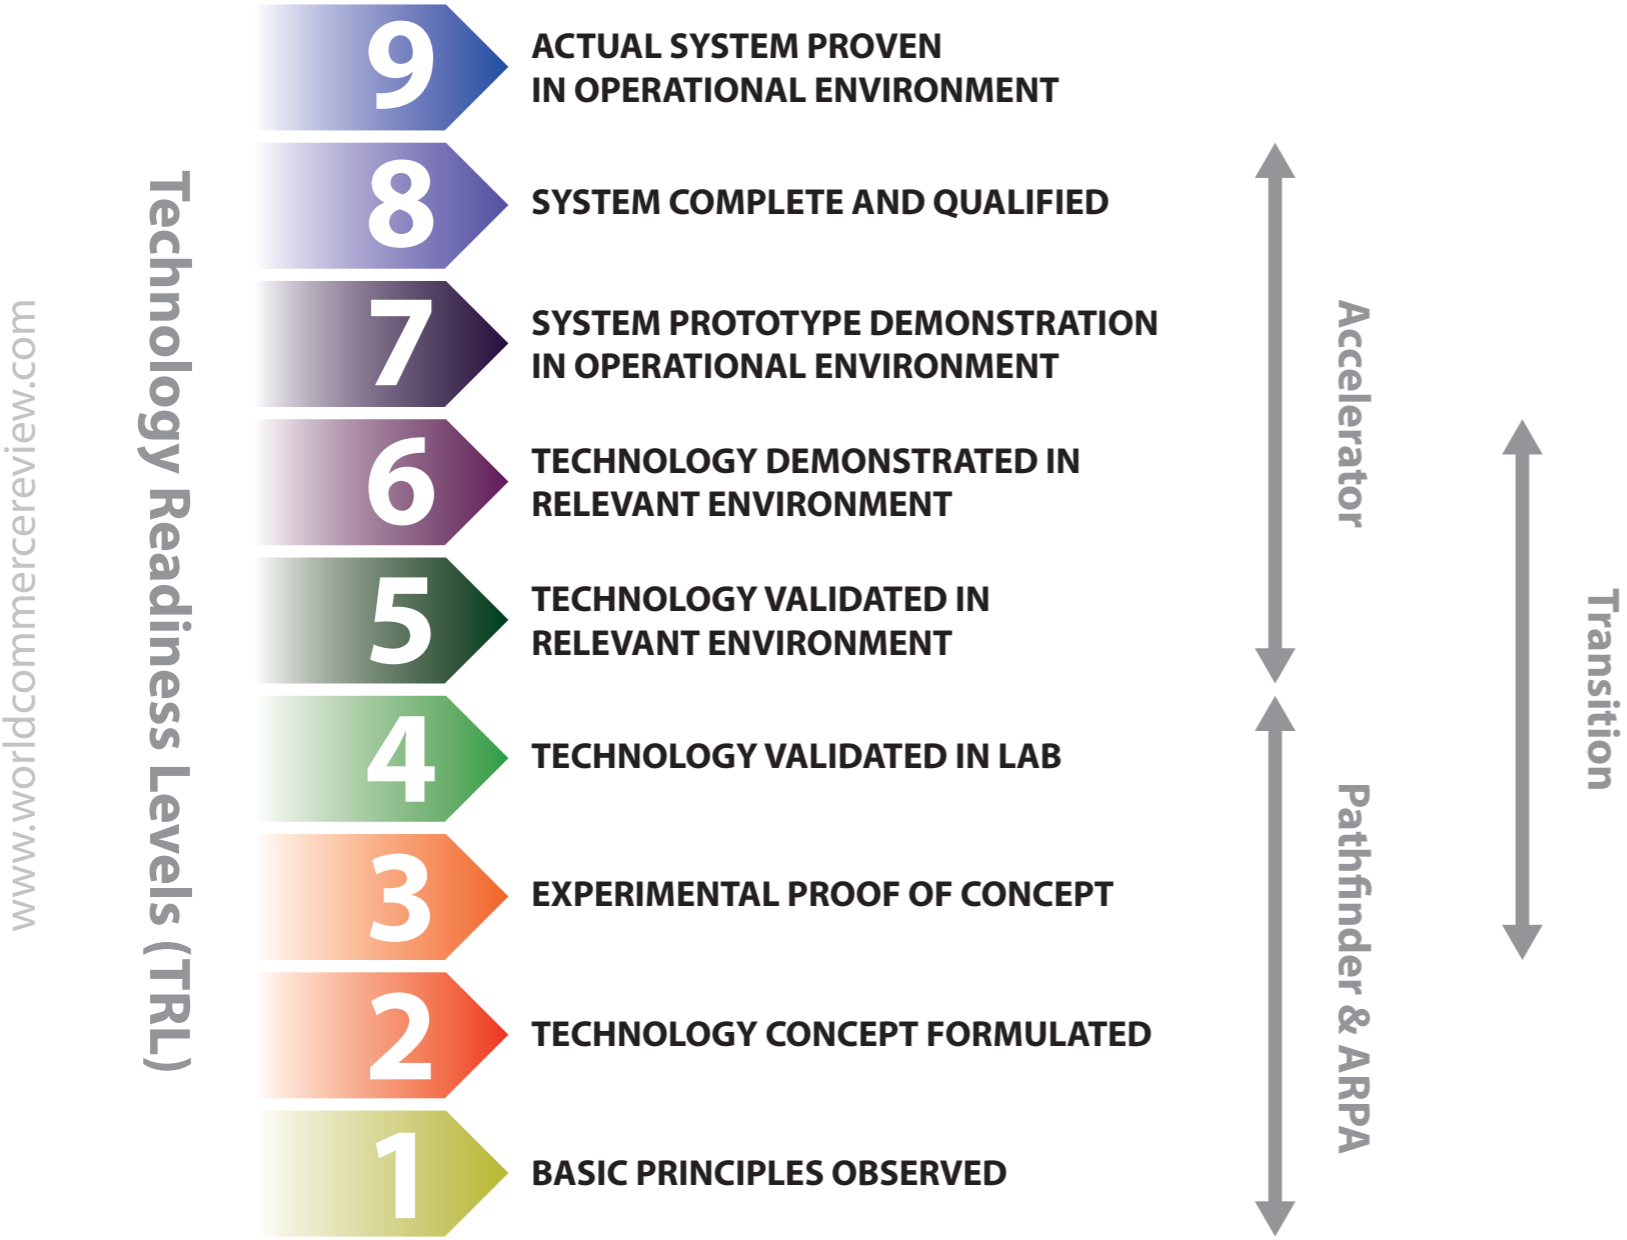 www.worldcommercereview.com
Technology Readiness Levels (TRL)
9
ACTUAL SYSTEM PROVEN
IN OPERATIONAL ENVIRONMENT
8
SYSTEM COMPLETE AND QUALIFIED
7
SYSTEM PROTOTYPE DEMONSTRATION
IN OPERATIONAL ENVIRONMENT
6
TECHNOLOGY DEMONSTRATED IN
RELEVANT ENVIRONMENT
5
TECHNOLOGY VALIDATED IN
RELEVANT ENVIRONMENT
4
TECHNOLOGY VALIDATED IN LAB
3
EXPERIMENTAL PROOF OF CONCEPT
2
TECHNOLOGY CONCEPT FORMULATED
1
BASIC PRINCIPLES OBSERVED
Accelerator
Pathfinder & ARPA
Transition